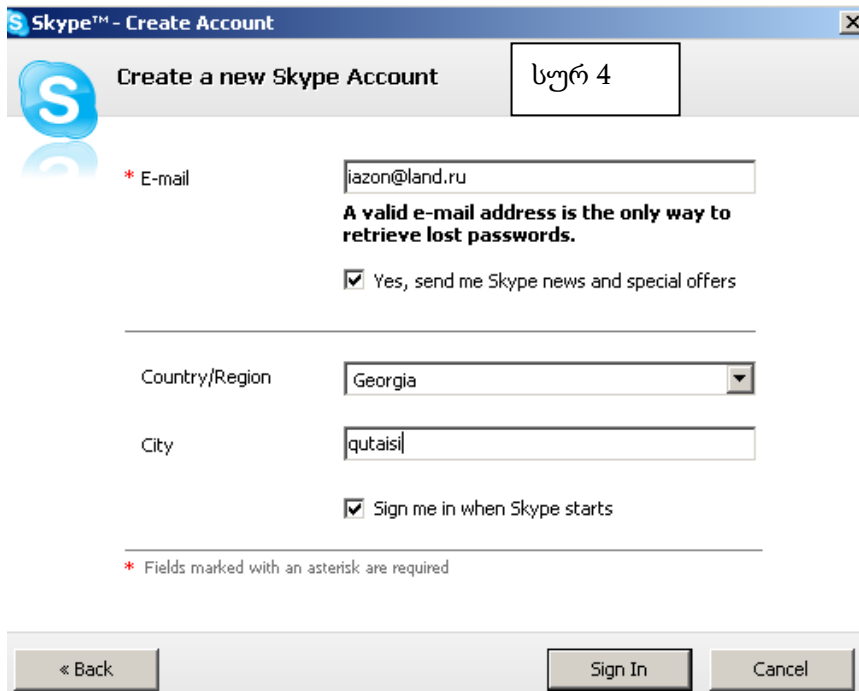 Skype™ - Create Account
Create a new Skype Account
სურ 4
* E-mail
iazon@land.ru
A valid e-mail address is the only way to
retrieve lost passwords.
Yes, send me Skype news and special offers
Country/Region
Georgia
City
qutaisi
Sign me in when Skype starts
* Fields marked with an asterisk are required
« Back
Sign In
Cancel